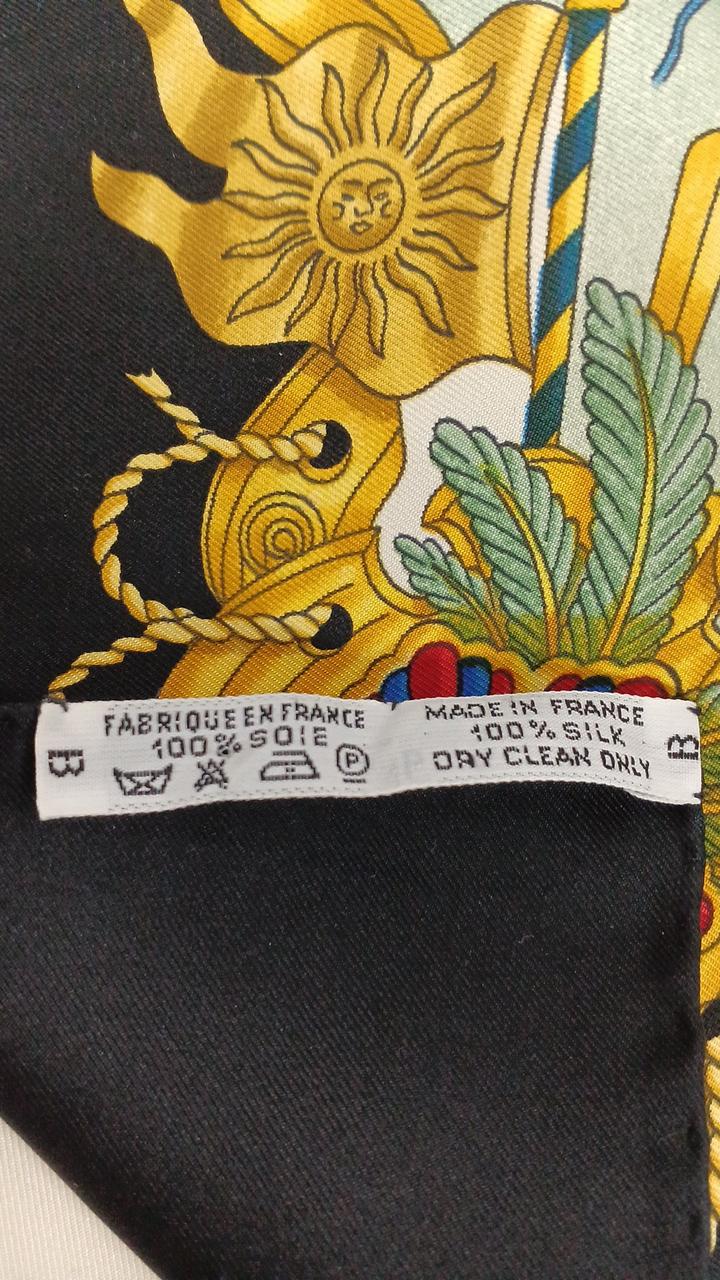 B
FABRIQUE EN FRANCE
100% SOIE
P
MADE IN FRANCE
100% SILK
DRY CLEAN ONLY
B